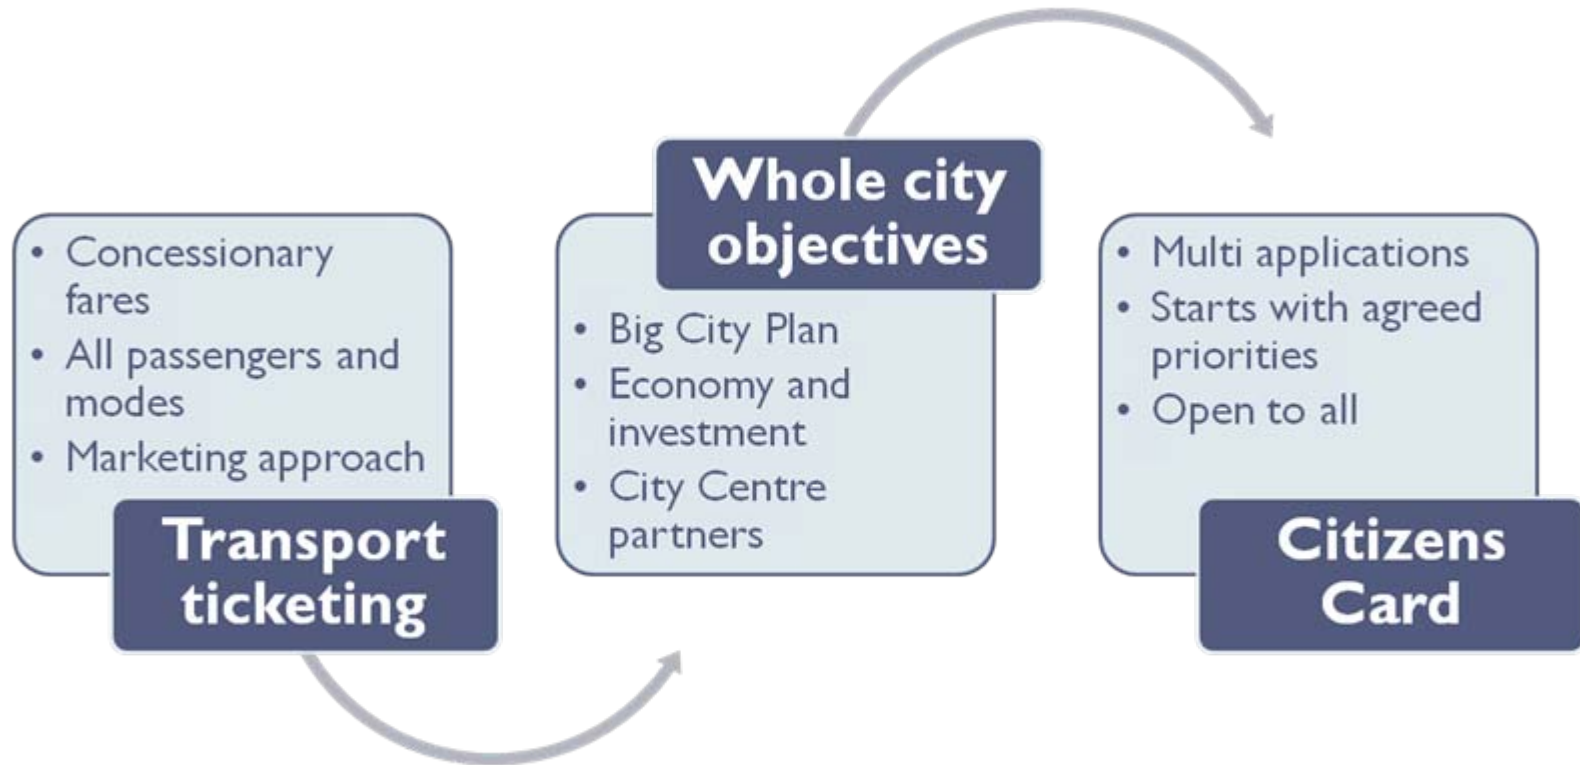 • Concessionary
fares
• All passengers and
modes
• Marketing approach
Transport
ticketing
Whole city
objectives
• Big City Plan
• Economy and
investment
• City Centre
partners
• Multi applications
• Starts with agreed
priorities
• Open to all
Citizens
Card